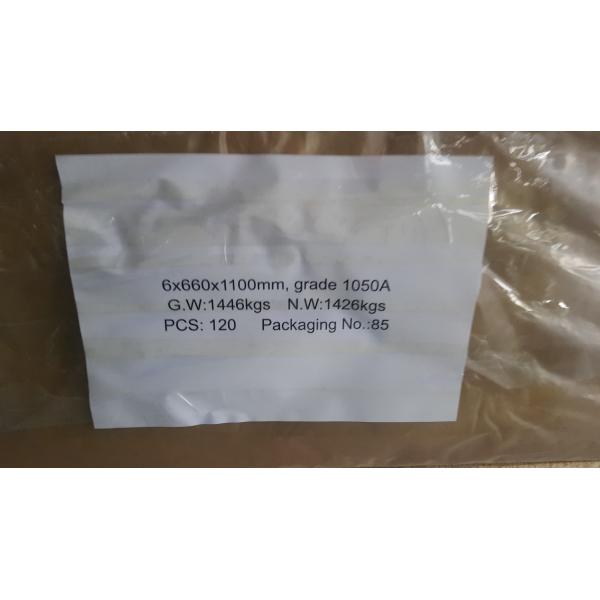 6x660x1100mm, grade 1050A
G.W:1446kgs N.W:1426kgs
PCS: 120 Packaging No.:85